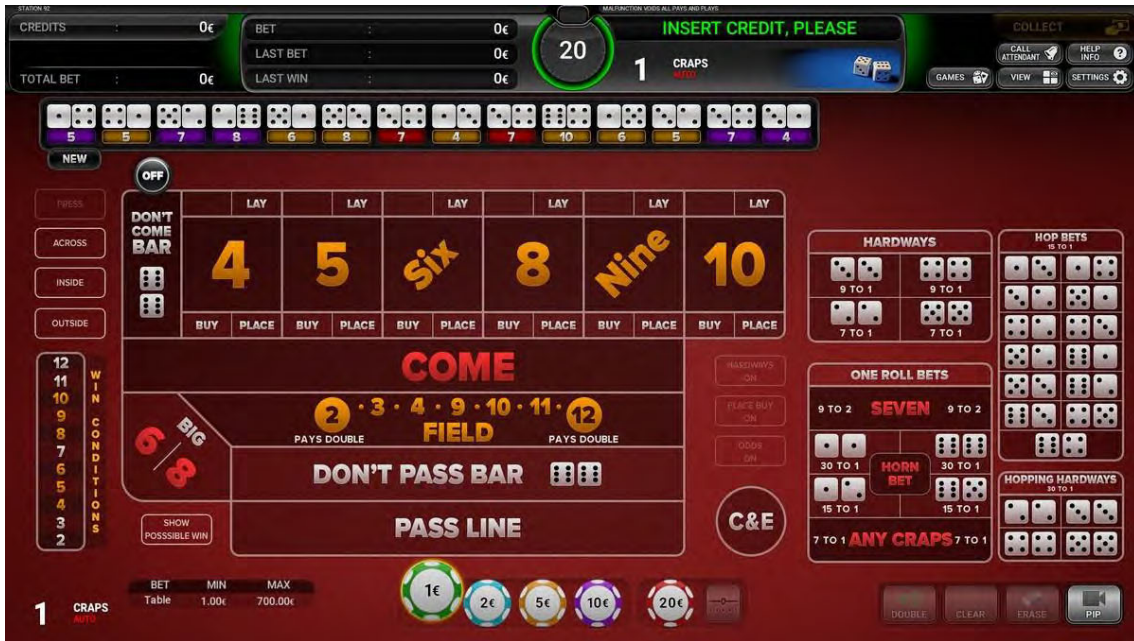 STATION 92
MALFUNCTION VOIDS ALL PAYS AND PLAYS
CREDITS : 0€
TOTAL BET : 0€
BET : 0€
LAST BET : 0€
LAST WIN : 0€
20
INSERT CREDIT, PLEASE
1 CRAPS
AUTO
COLLECT
CALL ATTENDANT
HELP INFO
GAMES
VIEW
SETTINGS
5 5 7 8 6 8 7 4 7 10 6 5 7 4
NEW
OFF
PRESS
ACROSS
INSIDE
OUTSIDE
DON'T
COME
BAR
LAY LAY LAY LAY LAY LAY
4 5 Six 8 Nine 10
BUY PLACE BUY PLACE BUY PLACE BUY PLACE BUY PLACE BUY PLACE
COME
2 · 3 · 4 · 9 · 10 · 11 · 12
PAYS DOUBLE FIELD PAYS DOUBLE
BIG
6/8
DON'T PASS BAR
PASS LINE
12
11
10
9
8
7
6
5
4
3
2
WIN CONDITIONS
SHOW
POSSSIBLE WIN
HARDWAYS
ON
PLACE BUY
ON
ODDS
ON
C&E
HARDWAYS
9 TO 1 9 TO 1
7 TO 1 7 TO 1
ONE ROLL BETS
9 TO 2 SEVEN 9 TO 2
30 TO 1 30 TO 1
HORN
BET
15 TO 1 15 TO 1
7 TO 1 ANY CRAPS 7 TO 1
HOP BETS
15 TO 1
HOPPING HARDWAYS
30 TO 1
1 CRAPS
AUTO
BET MIN MAX
Table 1.00€ 700.00€
1€ 2€ 5€ 10€ 20€
DOUBLE
CLEAR
ERASE
PIP